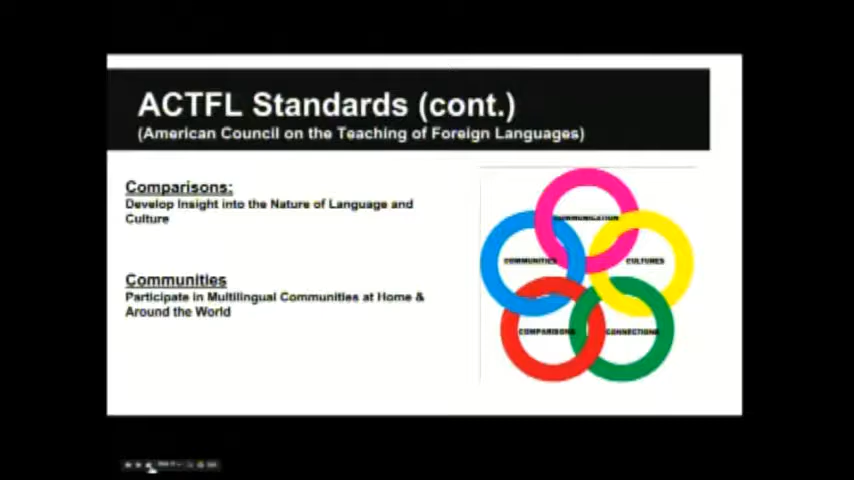 ACTFL Standards (cont.)
(American Council on the Teaching of Foreign Languages)
Comparisons:
Develop Insight into the Nature of Language and
Culture
Communities
Participate in Multilingual Communities at Home &
Around the World
COMMUNICATION
COMMUNITIES
CULTURES
COMPARISONS
CONNECTIONS